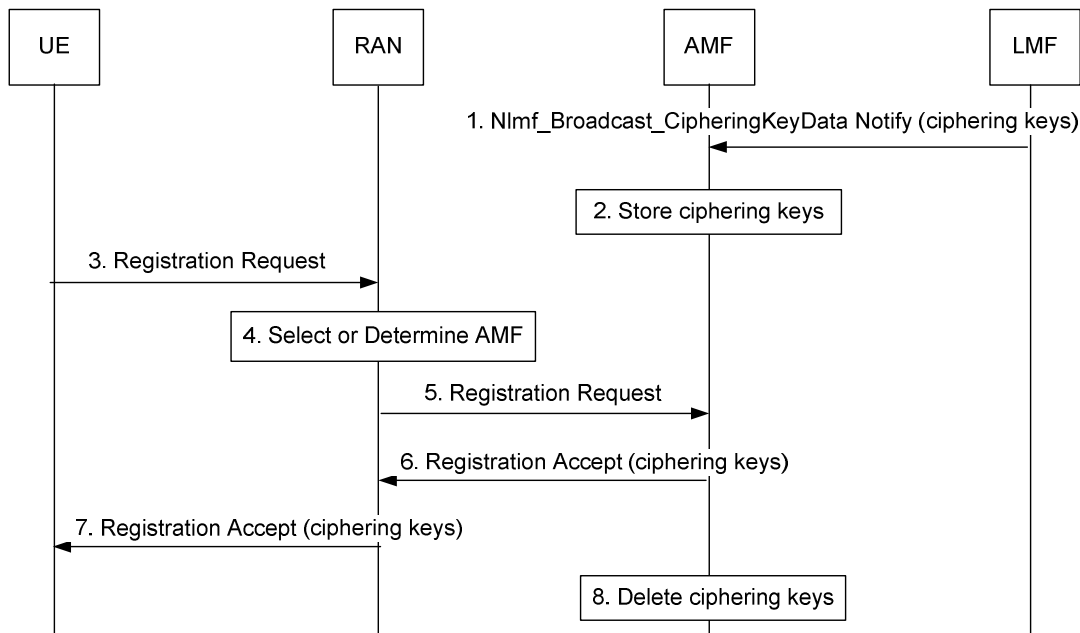 UE
RAN
AMF
LMF
1. Nlmf_Broadcast_CipheringKeyData Notify (ciphering keys)
2. Store ciphering keys
3. Registration Request
4. Select or Determine AMF
5. Registration Request
6. Registration Accept (ciphering keys)
7. Registration Accept (ciphering keys)
8. Delete ciphering keys